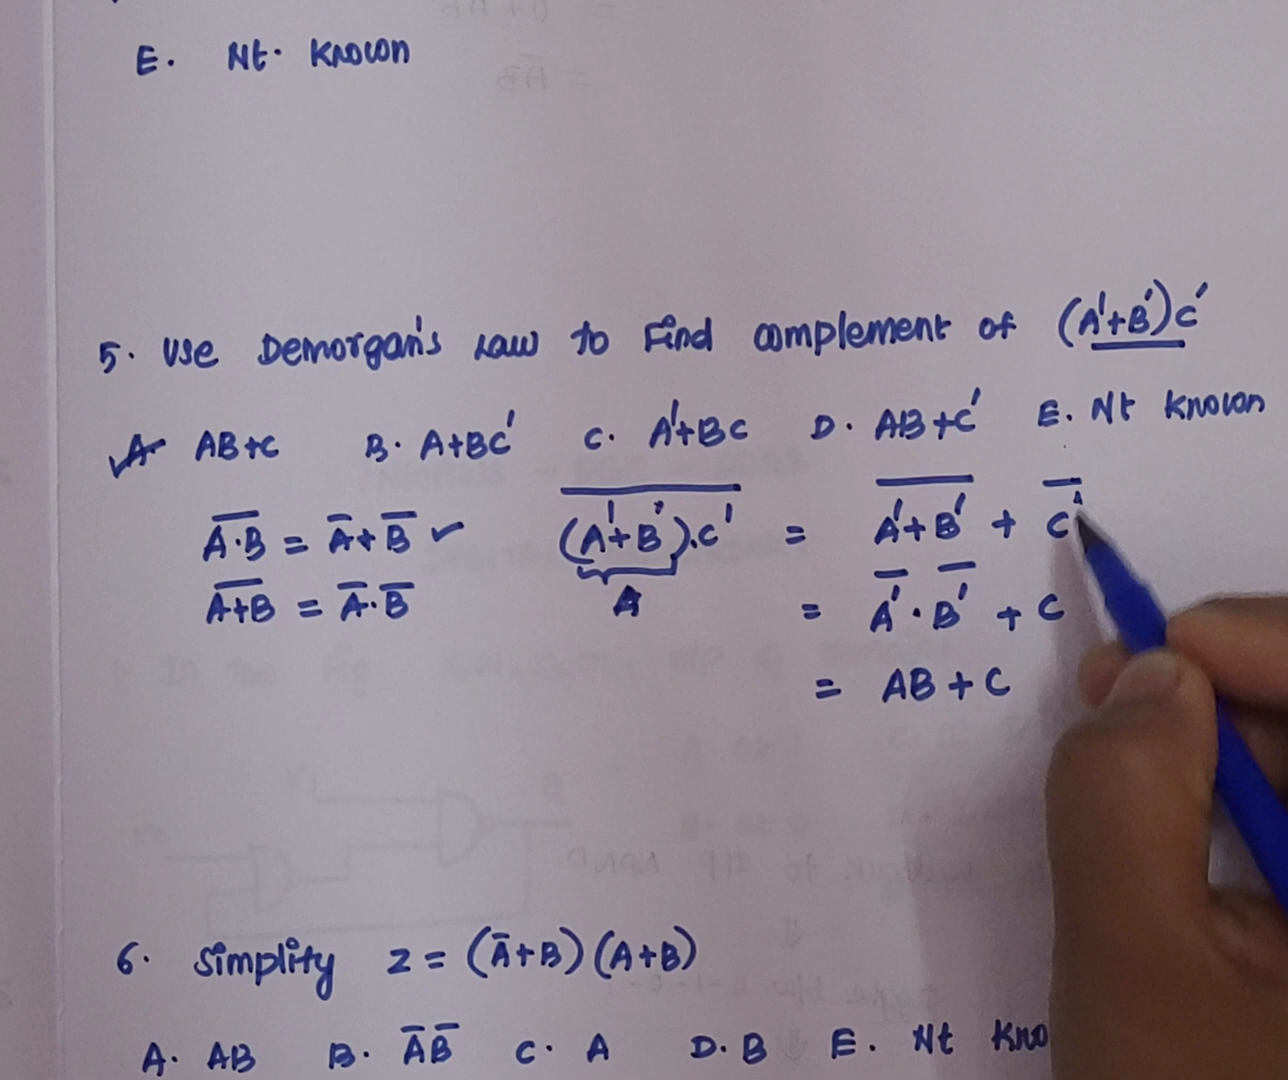 E. Nt. Known
5. Use Demorgan's Law to Find complement of (A'+B')C'
A AB+C B. A+BC' C. A'+BC D. AB+C' E. Nt Known
A̅·̅B̅ = A̅+B̅ ✓ (̅A̅'̅+̅B̅'̅)̅.̅C̅'̅ = A̅'̅+̅B̅'̅ + C̅'̅
A
A̅+̅B̅ = A̅·B̅ = A̅'·B̅' + C
= AB+C
6. Simplify Z = (A̅+B)(A+B)
A. AB B. A̅B̅ C. A D. B E. Nt Kno